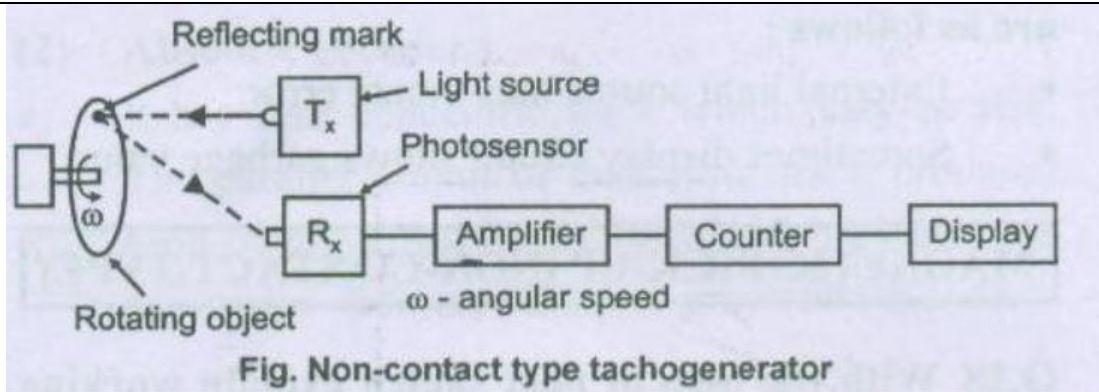 are as follows :
Reflecting mark
Light source
Tx
Photosensor
Rx
Amplifier
Counter
Display
ω
ω - angular speed
Rotating object
Fig. Non-contact type tachogenerator